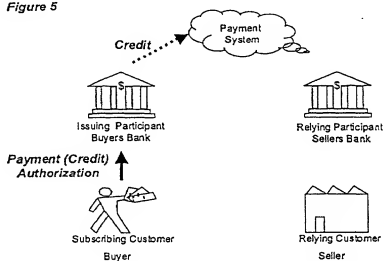 Figure 5
Payment
System
Credit
$
$
Issuing Participant
Buyers Bank
Relying Participant
Sellers Bank
Payment (Credit)
Authorization
Subscribing Customer
Buyer
Relying Customer
Seller